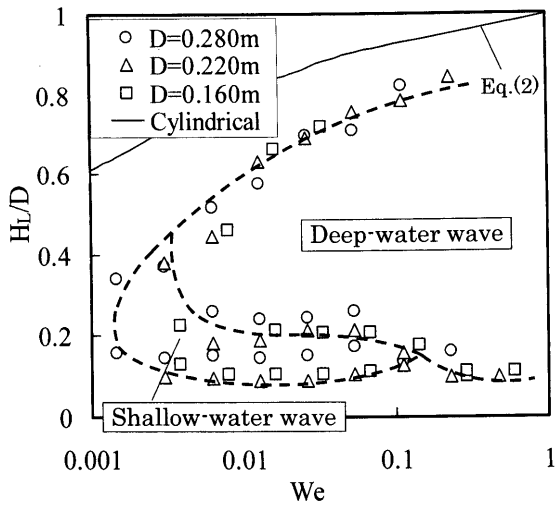 1
○ D=0.280m
△ D=0.220m
□ D=0.160m
— Cylindrical
Eq.(2)
0.8
0.6
H_L/D
Deep-water wave
0.4
0.2
Shallow-water wave
0
0.001
0.01
0.1
1
We